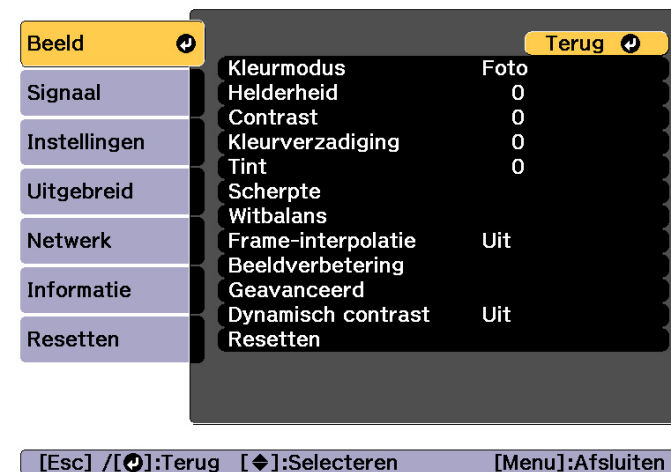 Beeld
Signaal
Instellingen
Uitgebreid
Netwerk
Informatie
Resetten
Terug
Kleurmodus Foto
Helderheid 0
Contrast 0
Kleurverzadiging 0
Tint 0
Scherpte
Witbalans
Frame-interpolatie Uit
Beeldverbetering
Geavanceerd
Dynamisch contrast Uit
Resetten
[Esc] /[⏎]:Terug [◆]:Selecteren [Menu]:Afsluiten